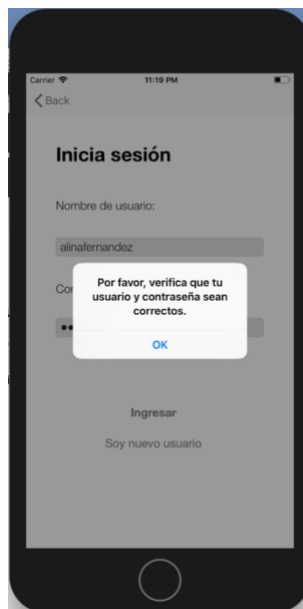 Carrier 11:19 PM
Back
Inicia sesión
Nombre de usuario:
alinafernandez
Por favor, verifica que tu
usuario y contraseña sean
correctos.
OK
Ingresar
Soy nuevo usuario